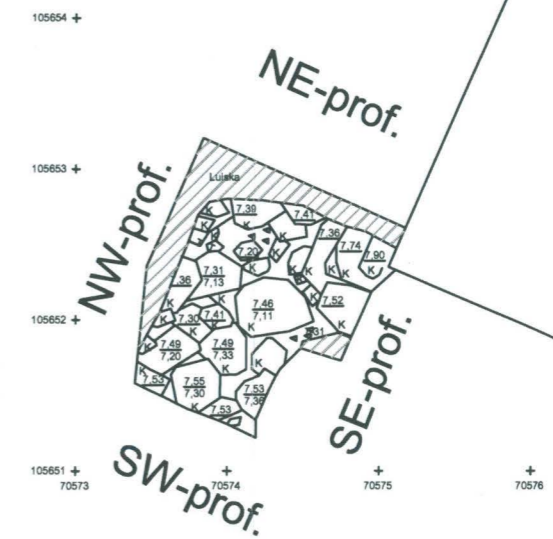 105654 +
NE-prof.
105653 +
Luiska
NW-prof.
7.39
K
7.41
K
K
K
7.20
K
K
7.36
7.74
7.90
K
K
K
K
7.31
7,13
K
.36
K
K
7.46
7,11
K
7.52
K
K
105652 +
7.30
7.41
K
K
.31
K
7.49
7,20
7.49
7,33
K
K
K
7.53
7.55
7,30
K
7.53
7.53
7,36
SE-prof.
SW-prof.
105651 +
+
+
+
70573
70574
70575
70576